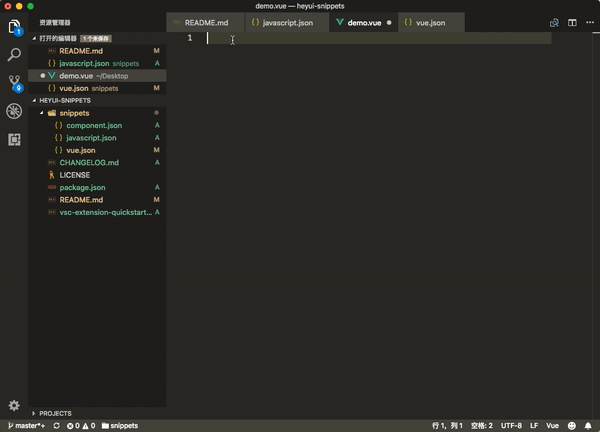 demo.vue — heyui-snippets
资源管理器
README.md
{ } javascript.json
demo.vue
{ } vue.json
打开的编辑器 1 个未保存
README.md M
{ } javascript.json snippets A
demo.vue ~/Desktop
{ } vue.json snippets M
HEYUI-SNIPPETS
snippets
{ } component.json A
{ } javascript.json A
{ } vue.json M
CHANGELOG.md A
LICENSE
package.json A
README.md M
vsc-extension-quickstart... A
PROJECTS
1
1
9
master*+ 0 0 snippets
行 1, 列 1 空格: 2 UTF-8 LF Vue